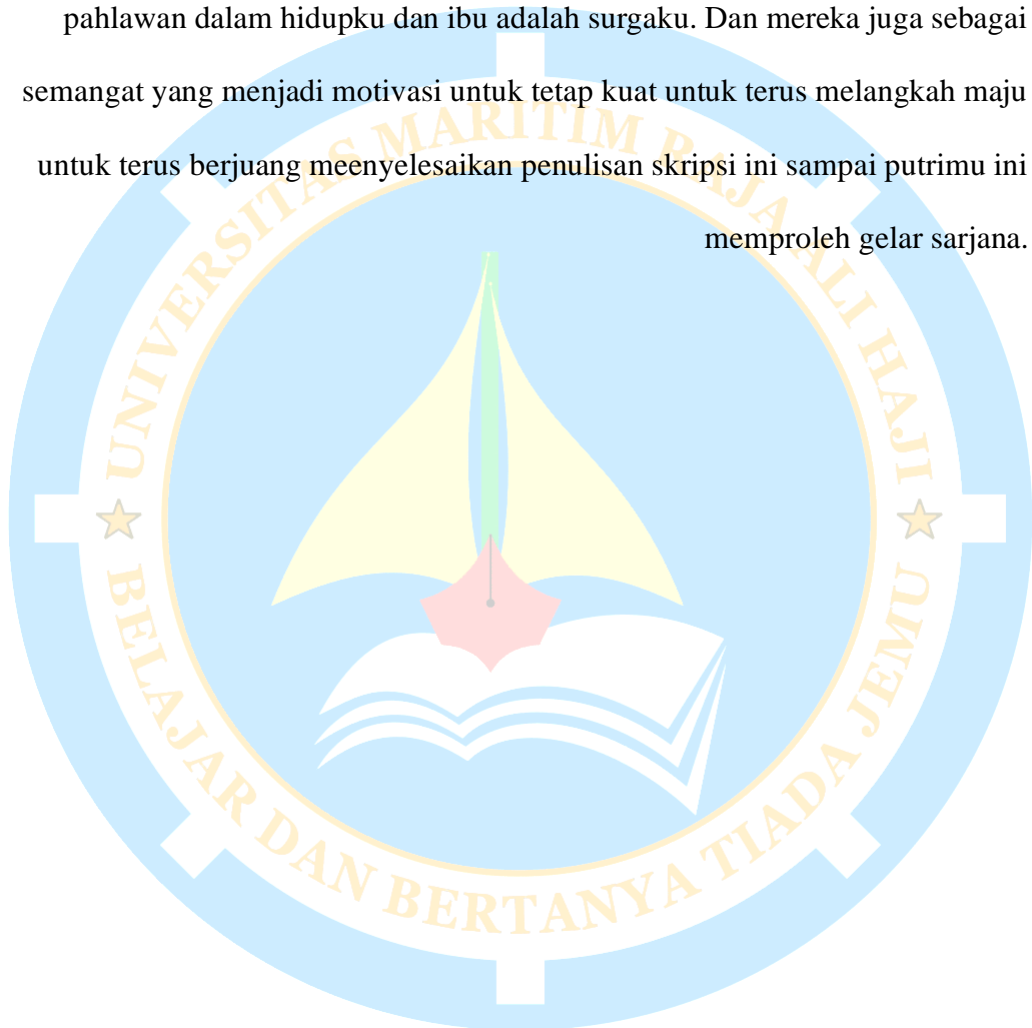 pahlawan dalam hidupku dan ibu adalah surgaku. Dan mereka juga sebagai
semangat yang menjadi motivasi untuk tetap kuat untuk terus melangkah maju
untuk terus berjuang meenyelesaikan penulisan skripsi ini sampai putrimu ini
memproleh gelar sarjana.
UNIVERSITAS MARITIM RAJA ALI HAJI
BELAJAR DAN BERTANYA TIADA JEMU